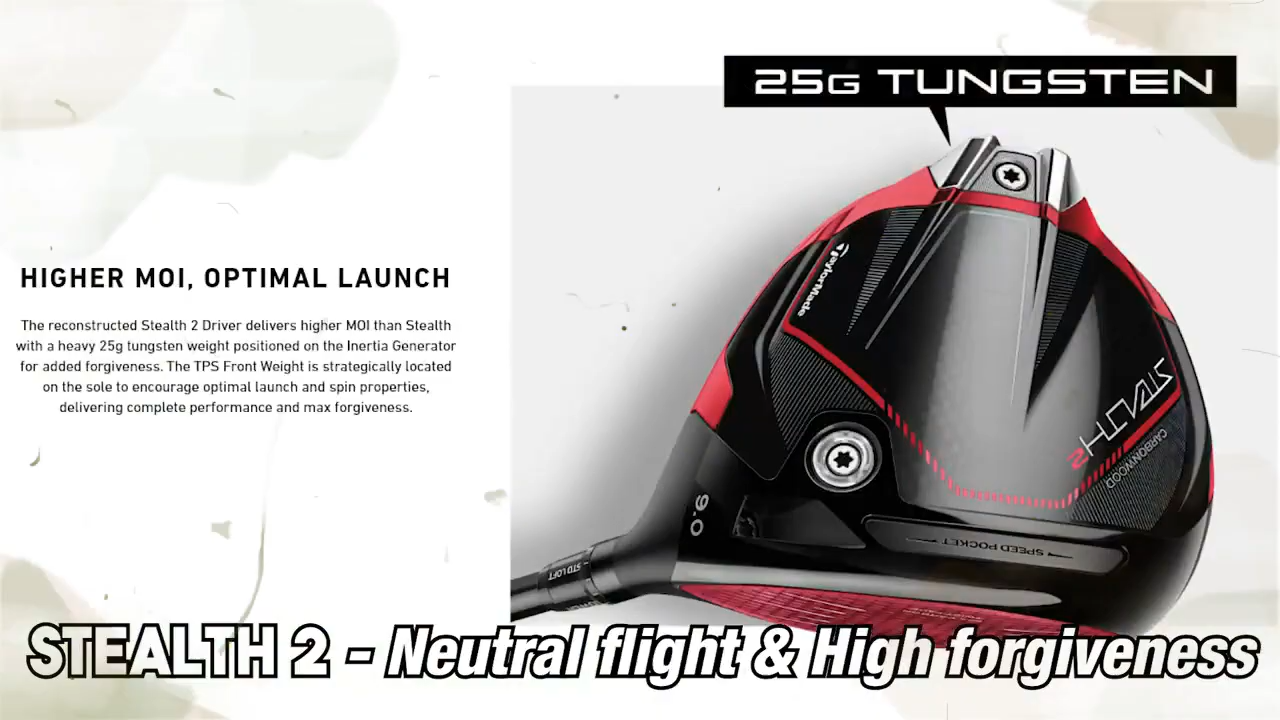 25G TUNGSTEN
HIGHER MOI, OPTIMAL LAUNCH
The reconstructed Stealth 2 Driver delivers higher MOI than Stealth
with a heavy 25g tungsten weight positioned on the Inertia Generator
for added forgiveness. The TPS Front Weight is strategically located
on the sole to encourage optimal launch and spin properties,
delivering complete performance and max forgiveness.
TaylorMade
STEALTH 2
CARBONWOOD
9.0
SPEED POCKET
STD LOFT
STEALTH 2 - Neutral flight & High forgiveness